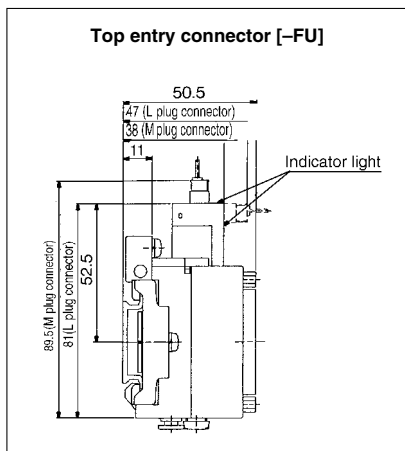 Top entry connector [–FU]
50.5
47 (L plug connector)
38 (M plug connector)
11
Indicator light
89.5(M plug connector)
81(L plug connector)
52.5